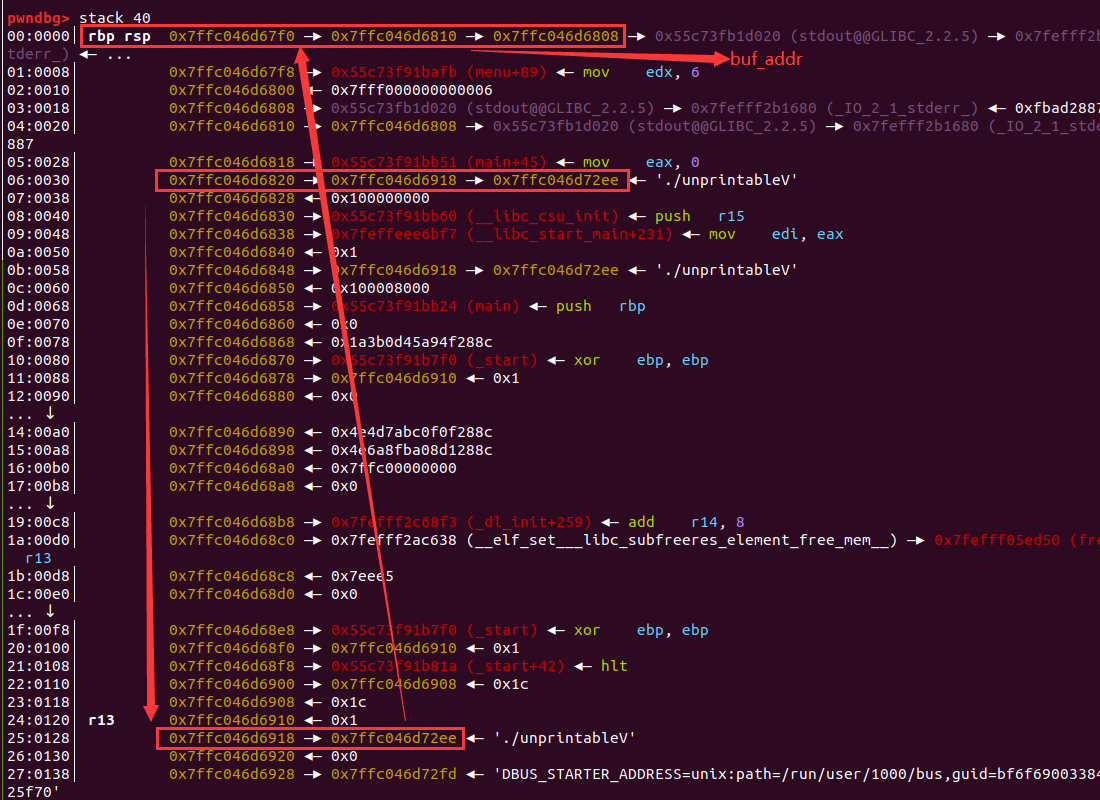 pwndbg> stack 40
00:0000│ rbp rsp  0x7ffc046d67f0 —▸ 0x7ffc046d6810 —▸ 0x7ffc046d6808 —▸ 0x55c73fb1d020 (stdout@@GLIBC_2.2.5) —▸ 0x7fefff2b
tderr_) ◂— ...
buf_addr
01:0008│ 0x7ffc046d67f8 —▸ 0x55c73f91bafb (menu+89) ◂— mov    edx, 6
02:0010│ 0x7ffc046d6800 ◂— 0x7fff000000000006
03:0018│ 0x7ffc046d6808 —▸ 0x55c73fb1d020 (stdout@@GLIBC_2.2.5) —▸ 0x7fefff2b1680 (_IO_2_1_stderr_) ◂— 0xfbad2887
04:0020│ 0x7ffc046d6810 —▸ 0x7ffc046d6808 —▸ 0x55c73fb1d020 (stdout@@GLIBC_2.2.5) —▸ 0x7fefff2b1680 (_IO_2_1_stde
887
05:0028│ 0x7ffc046d6818 —▸ 0x55c73f91bb51 (main+45) ◂— mov    eax, 0
06:0030│ 0x7ffc046d6820 —▸ 0x7ffc046d6918 —▸ 0x7ffc046d72ee ◂— './unprintableV'
07:0038│ 0x7ffc046d6828 ◂— 0x100000000
08:0040│ 0x7ffc046d6830 —▸ 0x55c73f91bb60 (__libc_csu_init) ◂— push   r15
09:0048│ 0x7ffc046d6838 —▸ 0x7feffeee6bf7 (__libc_start_main+231) ◂— mov    edi, eax
0a:0050│ 0x7ffc046d6840 ◂— 0x1
0b:0058│ 0x7ffc046d6848 —▸ 0x7ffc046d6918 —▸ 0x7ffc046d72ee ◂— './unprintableV'
0c:0060│ 0x7ffc046d6850 ◂— 0x100008000
0d:0068│ 0x7ffc046d6858 —▸ 0x55c73f91bb24 (main) ◂— push   rbp
0e:0070│ 0x7ffc046d6860 ◂— 0x0
0f:0078│ 0x7ffc046d6868 ◂— 0x1a3b0d45a94f288c
10:0080│ 0x7ffc046d6870 —▸ 0x55c73f91b7f0 (_start) ◂— xor    ebp, ebp
11:0088│ 0x7ffc046d6878 —▸ 0x7ffc046d6910 ◂— 0x1
12:0090│ 0x7ffc046d6880 ◂— 0x0
... ↓
14:00a0│ 0x7ffc046d6890 ◂— 0x4e4d7abc0f0f288c
15:00a8│ 0x7ffc046d6898 ◂— 0x4e6a8fba08d1288c
16:00b0│ 0x7ffc046d68a0 ◂— 0x7ffc00000000
17:00b8│ 0x7ffc046d68a8 ◂— 0x0
... ↓
19:00c8│ 0x7ffc046d68b8 —▸ 0x7fefff2c68f3 (_dl_init+259) ◂— add    r14, 8
1a:00d0│ 0x7ffc046d68c0 —▸ 0x7fefff2ac638 (__elf_set___libc_subfreeres_element_free_mem__) —▸ 0x7fefff05ed50 (fre
r13
1b:00d8│ 0x7ffc046d68c8 ◂— 0x7eee5
1c:00e0│ 0x7ffc046d68d0 ◂— 0x0
... ↓
1f:00f8│ 0x7ffc046d68e8 —▸ 0x55c73f91b7f0 (_start) ◂— xor    ebp, ebp
20:0100│ 0x7ffc046d68f0 —▸ 0x7ffc046d6910 ◂— 0x1
21:0108│ 0x7ffc046d68f8 —▸ 0x55c73f91b81a (_start+42) ◂— hlt
22:0110│ 0x7ffc046d6900 —▸ 0x7ffc046d6908 ◂— 0x1c
23:0118│ 0x7ffc046d6908 ◂— 0x1c
24:0120│ r13  0x7ffc046d6910 ◂— 0x1
25:0128│ 0x7ffc046d6918 —▸ 0x7ffc046d72ee ◂— './unprintableV'
26:0130│ 0x7ffc046d6920 ◂— 0x0
27:0138│ 0x7ffc046d6928 —▸ 0x7ffc046d72fd ◂— 'DBUS_STARTER_ADDRESS=unix:path=/run/user/1000/bus,guid=bf6f69003384
25f70'